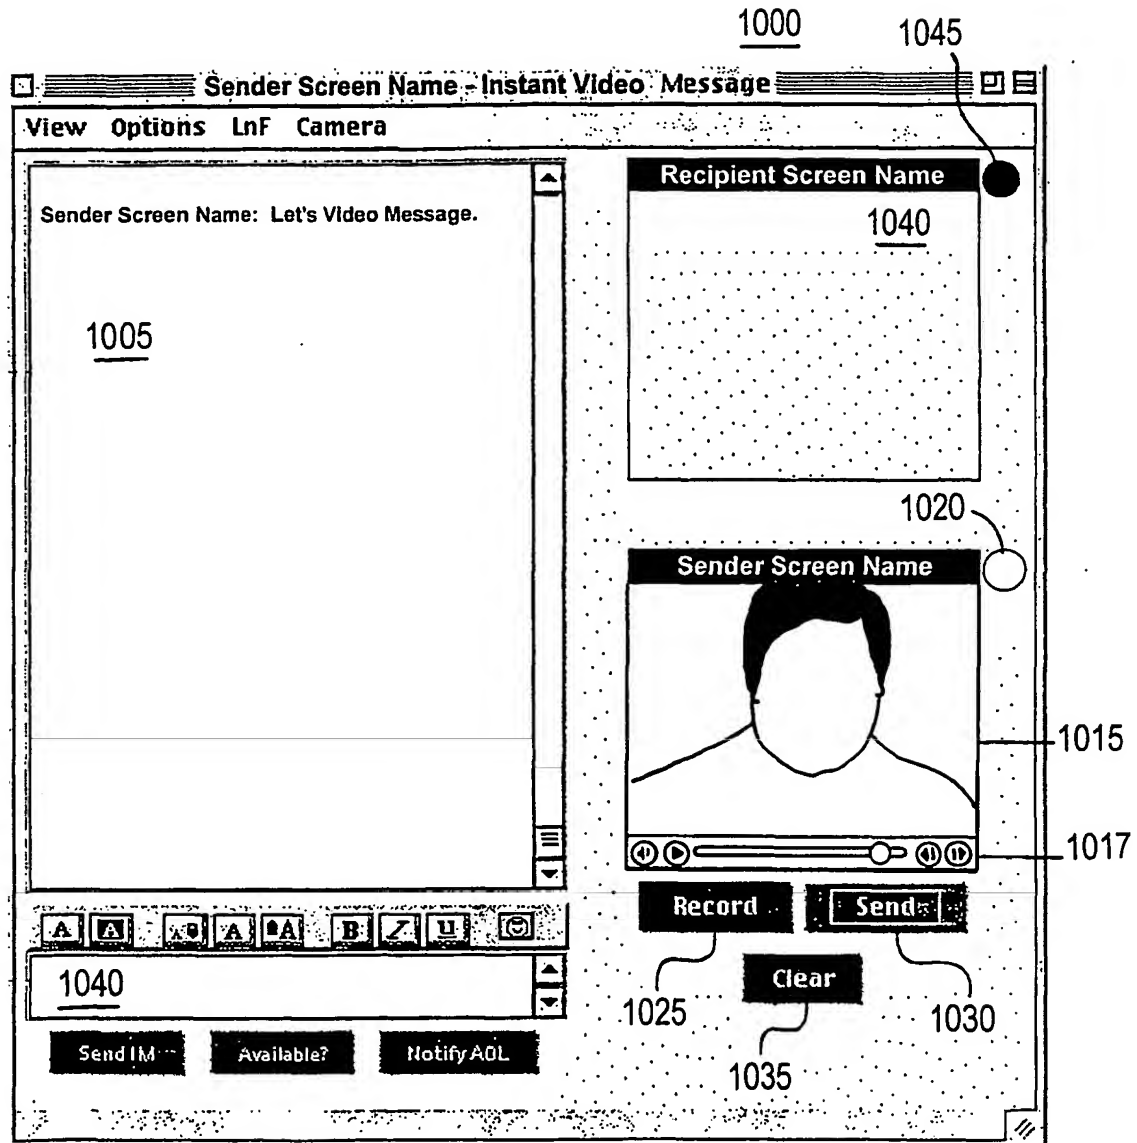 1000
1045
Sender Screen Name - Instant Video Message
View Options LnF Camera
Recipient Screen Name
1040
Sender Screen Name: Let's Video Message.
1005
1020
Sender Screen Name
1015
1017
Record Send
A A A A A B I U
1040
Clear
1025
1030
Send IM Available? Notify AOL
1035